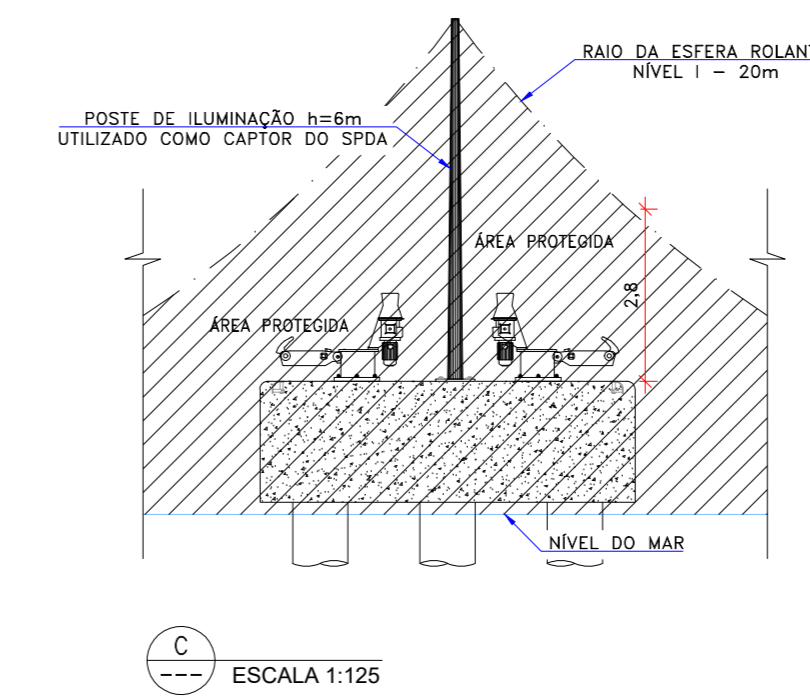 RAIO DA ESFERA ROLANT
NÍVEL I – 20m
POSTE DE ILUMINAÇÃO h=6m
UTILIZADO COMO CAPTOR DO SPDA
ÁREA PROTEGIDA
2,8
ÁREA PROTEGIDA
NÍVEL DO MAR
C
---
ESCALA 1:125